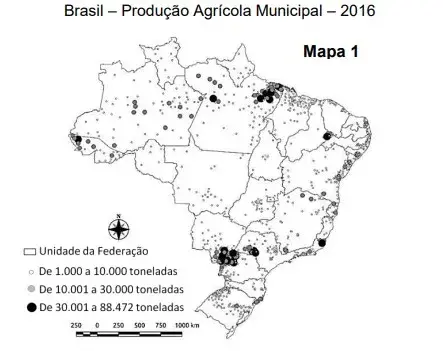 Brasil – Produção Agrícola Municipal – 2016
Mapa 1
N
Unidade da Federação
De 1.000 a 10.000 toneladas
De 10.001 a 30.000 toneladas
De 30.001 a 88.472 toneladas
250 0 250 500 750 1000 km